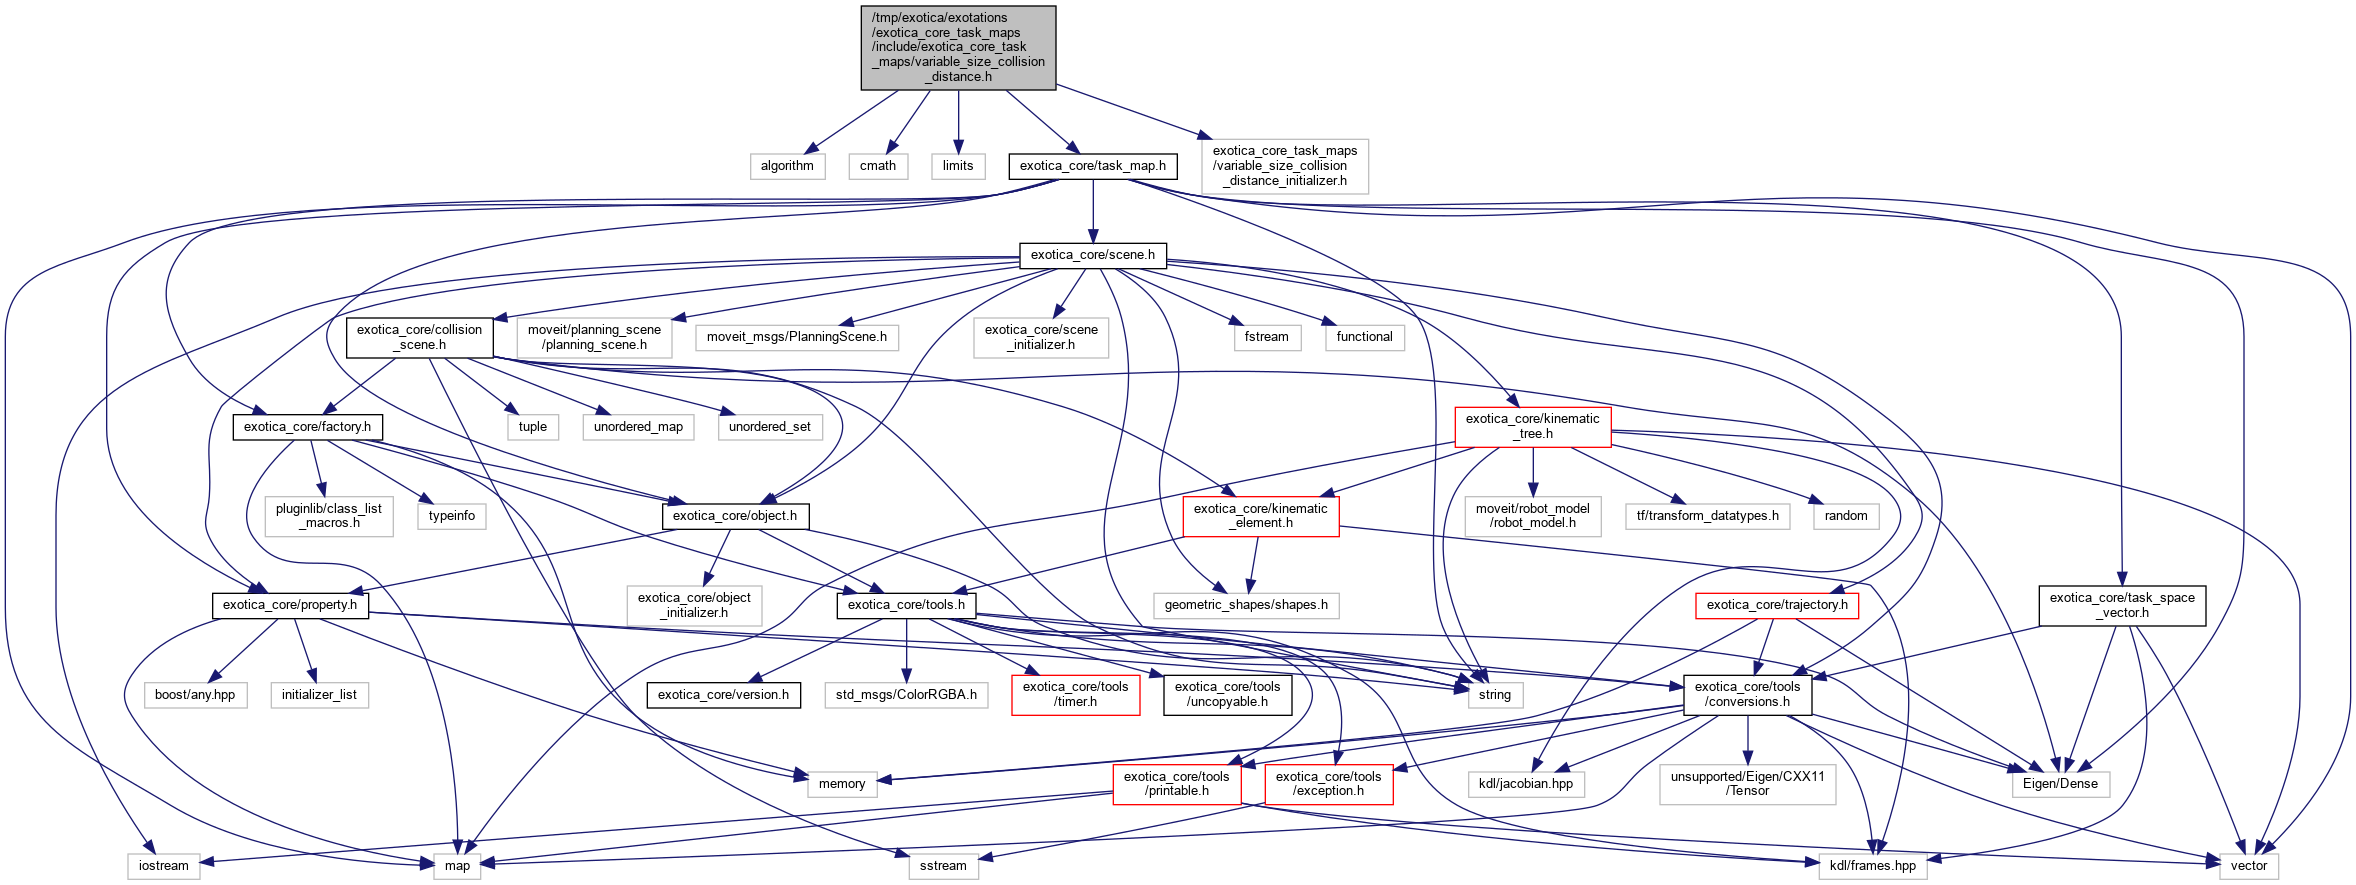 /tmp/exotica/exotations
/exotica_core_task_maps
/include/exotica_core_task
_maps/variable_size_collision
_distance.h
algorithm
cmath
limits
exotica_core/task_map.h
exotica_core_task_maps
/variable_size_collision
_distance_initializer.h
exotica_core/scene.h
exotica_core/collision
_scene.h
moveit/planning_scene
/planning_scene.h
moveit_msgs/PlanningScene.h
exotica_core/scene
_initializer.h
fstream
functional
exotica_core/factory.h
tuple
unordered_map
unordered_set
exotica_core/kinematic
_tree.h
pluginlib/class_list
_macros.h
typeinfo
exotica_core/object.h
exotica_core/kinematic
_element.h
moveit/robot_model
/robot_model.h
tf/transform_datatypes.h
random
exotica_core/property.h
exotica_core/object
_initializer.h
exotica_core/tools.h
geometric_shapes/shapes.h
exotica_core/trajectory.h
exotica_core/task_space
_vector.h
boost/any.hpp
initializer_list
exotica_core/version.h
std_msgs/ColorRGBA.h
exotica_core/tools
/timer.h
exotica_core/tools
/uncopyable.h
string
exotica_core/tools
/conversions.h
memory
exotica_core/tools
/printable.h
exotica_core/tools
/exception.h
kdl/jacobian.hpp
unsupported/Eigen/CXX11
/Tensor
Eigen/Dense
iostream
map
sstream
kdl/frames.hpp
vector